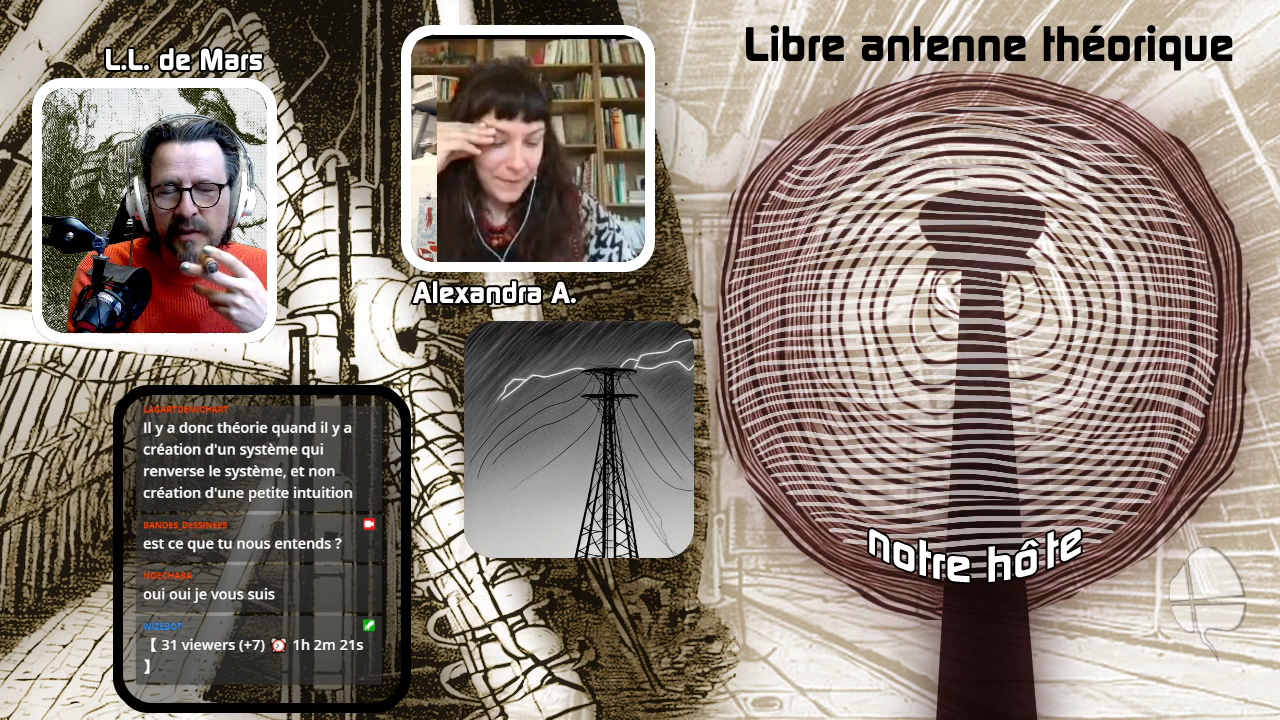 Libre antenne théorique
L.L. de Mars
Alexandra A.
LAGARTDEMICHART
Il y a donc théorie quand il y a
création d'un système qui
renverse le système, et non
création d'une petite intuition
BANDES_DESSINEES
est ce que tu nous entends ?
NOECHABA
oui oui je vous suis
WIZEBOT
【 31 viewers (+7) ⏰ 1h 2m 21s
】
notre hôte